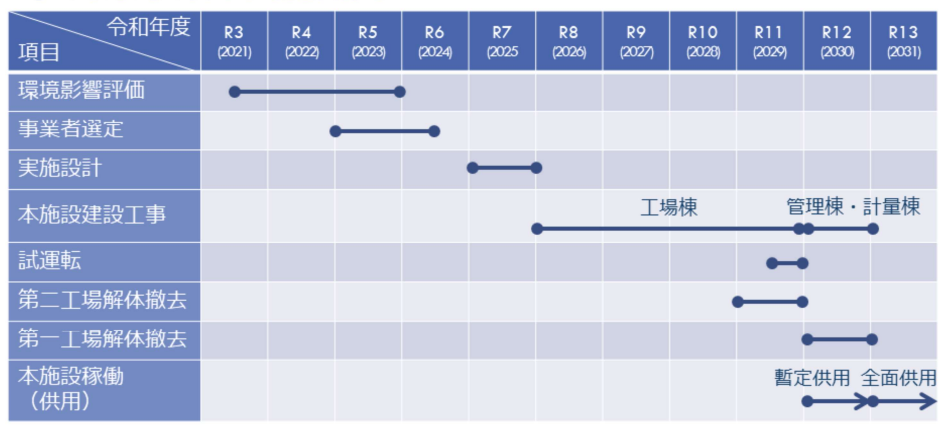 令和年度
項目
R3 R4 R5 R6 R7 R8 R9 R10 R11 R12 R13
(2021) (2022) (2023) (2024) (2025 (2026) (2027) (2028) (2029) (2030) (2031)
環境影響評価
事業者選定
実施設計
本施設建設工事
工場棟
管理棟・計量棟
試運転
第二工場解体撤去
第一工場解体撤去
本施設稼働
（供用）
暫定供用 全面供用